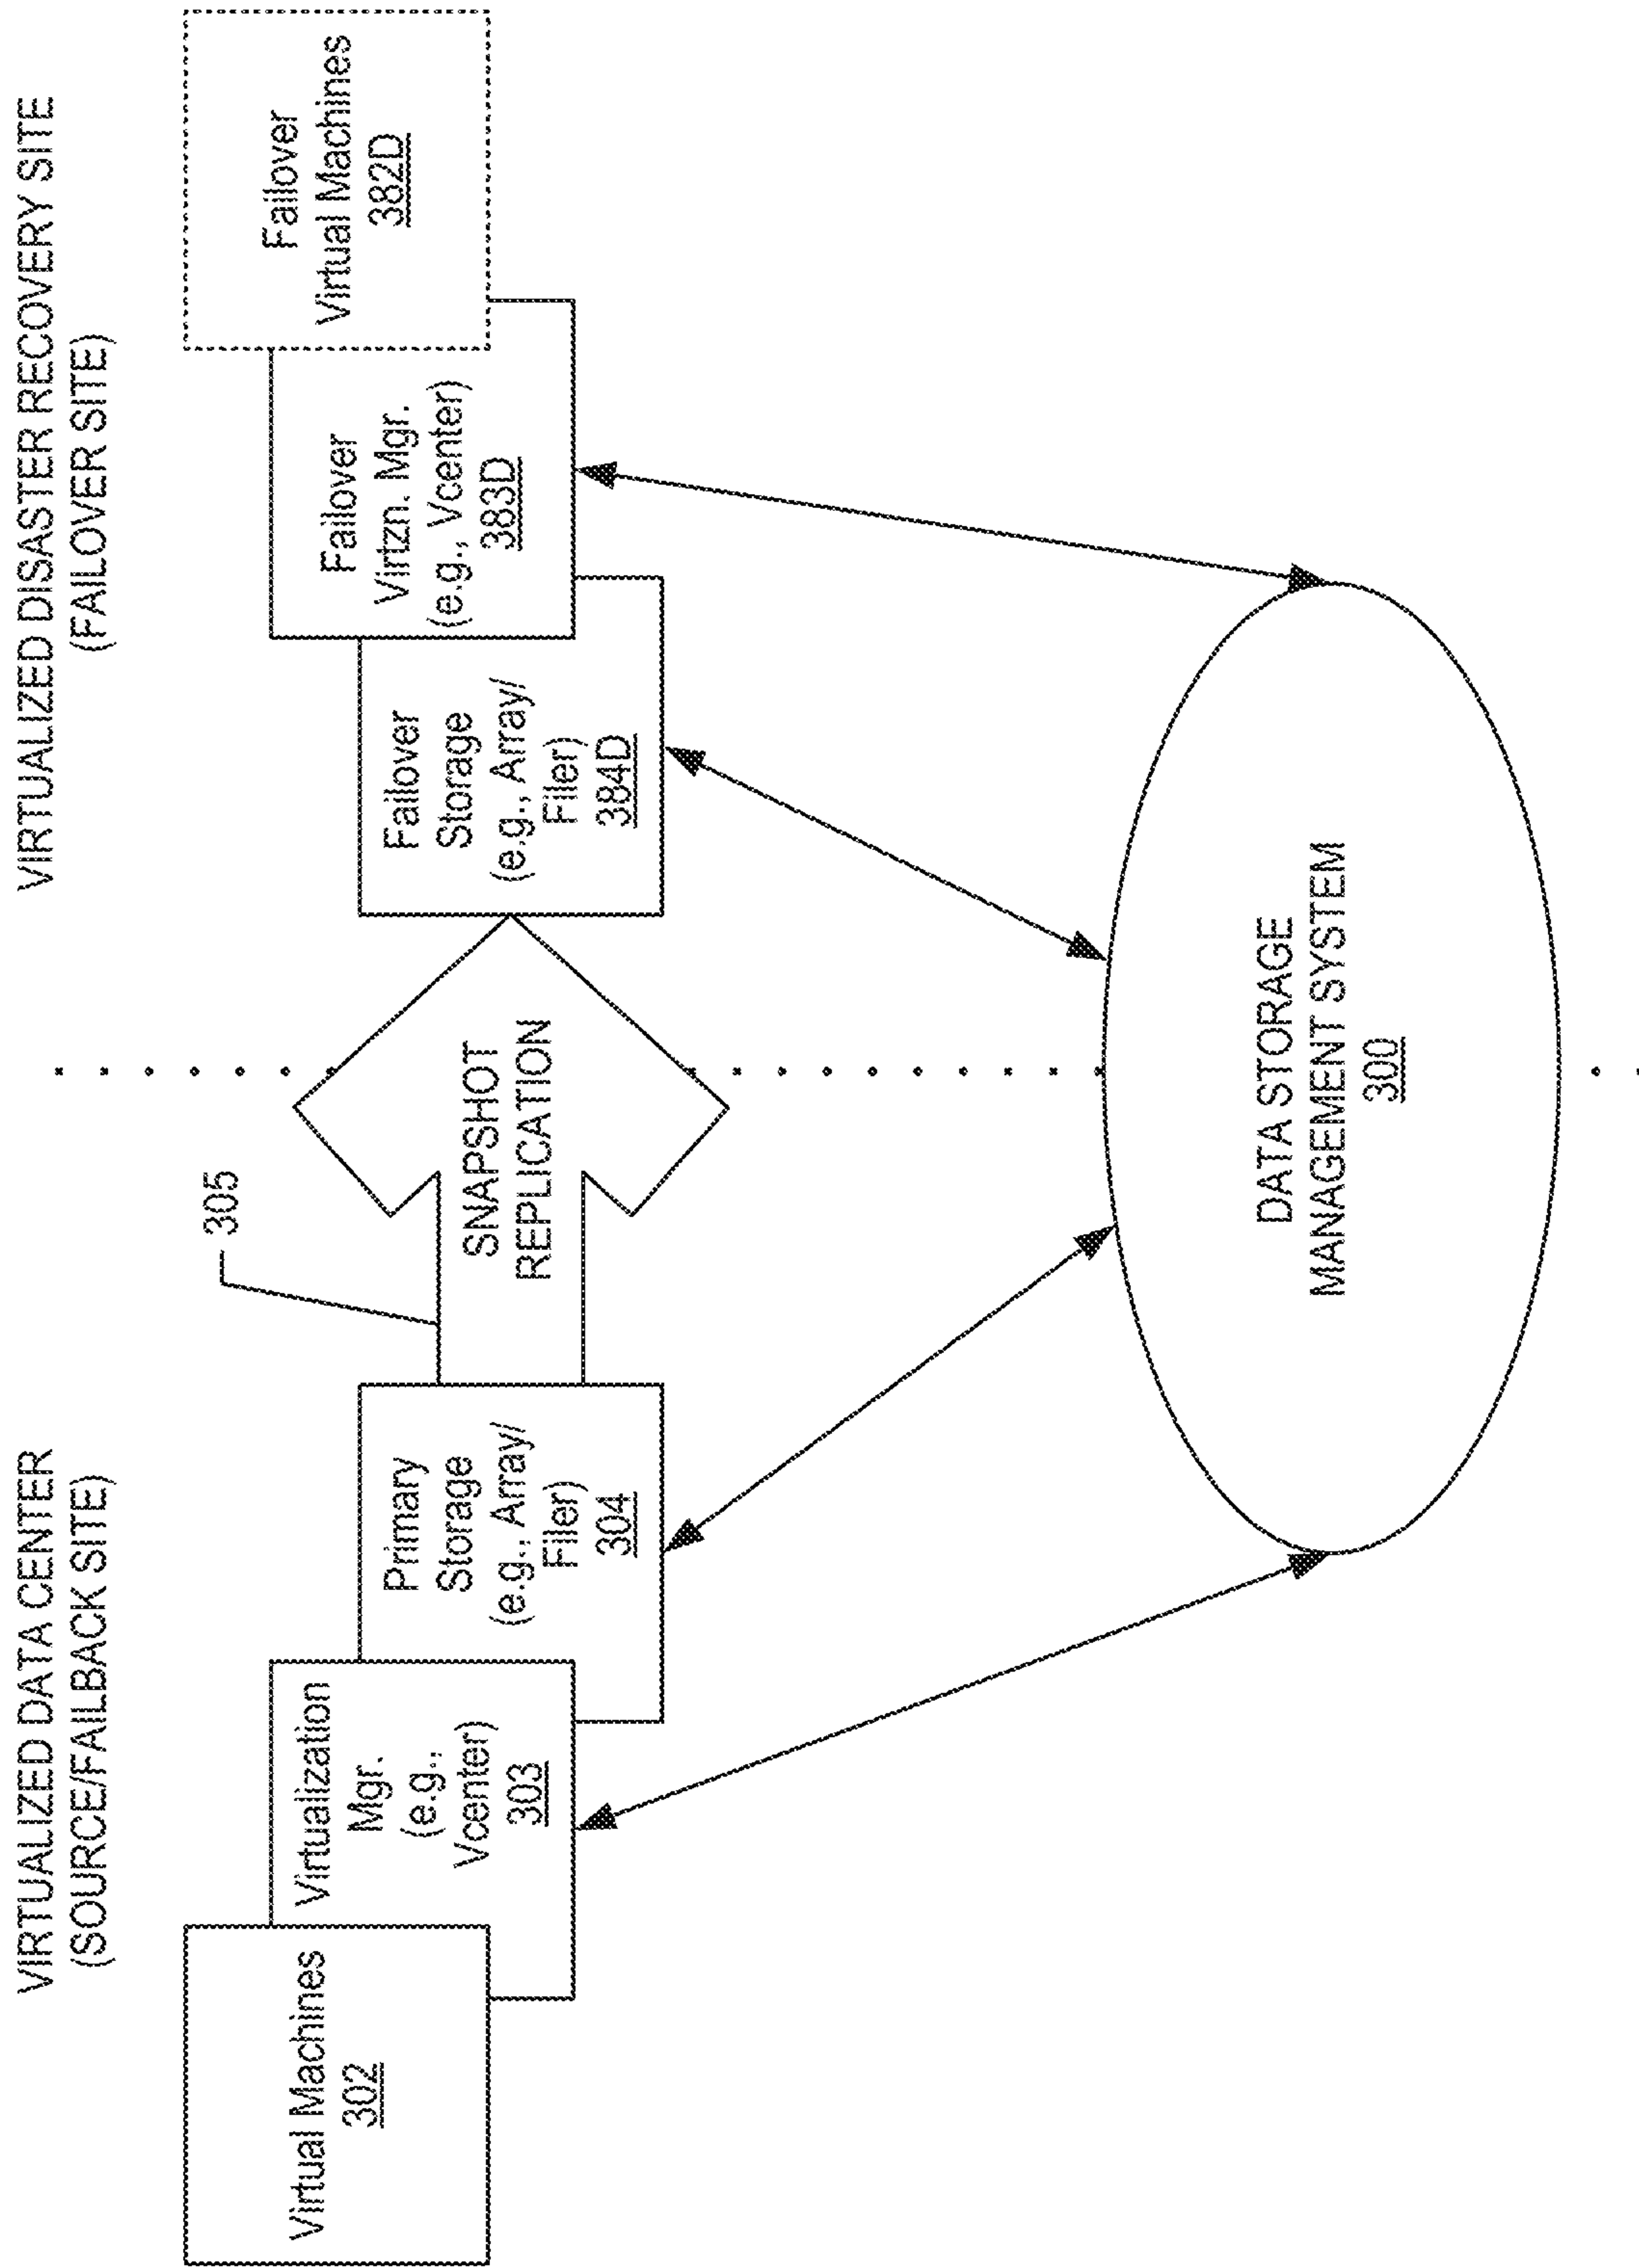 VIRTUALIZED DATA CENTER
(SOURCE/FAILBACK SITE)
VIRTUALIZED DISASTER RECOVERY SITE
(FAILOVER SITE)
Virtual Machines
302
Virtualization
Mgr.
(e.g.,
Vcenter)
303
Primary
Storage
(e.g., Array/
Filer)
304
305
SNAPSHOT
REPLICATION
Failover
Storage
(e.g., Array/
Filer)
384D
Failover
Virtzn. Mgr.
(e.g., Vcenter)
383D
Failover
Virtual Machines
382D
DATA STORAGE
MANAGEMENT SYSTEM
300